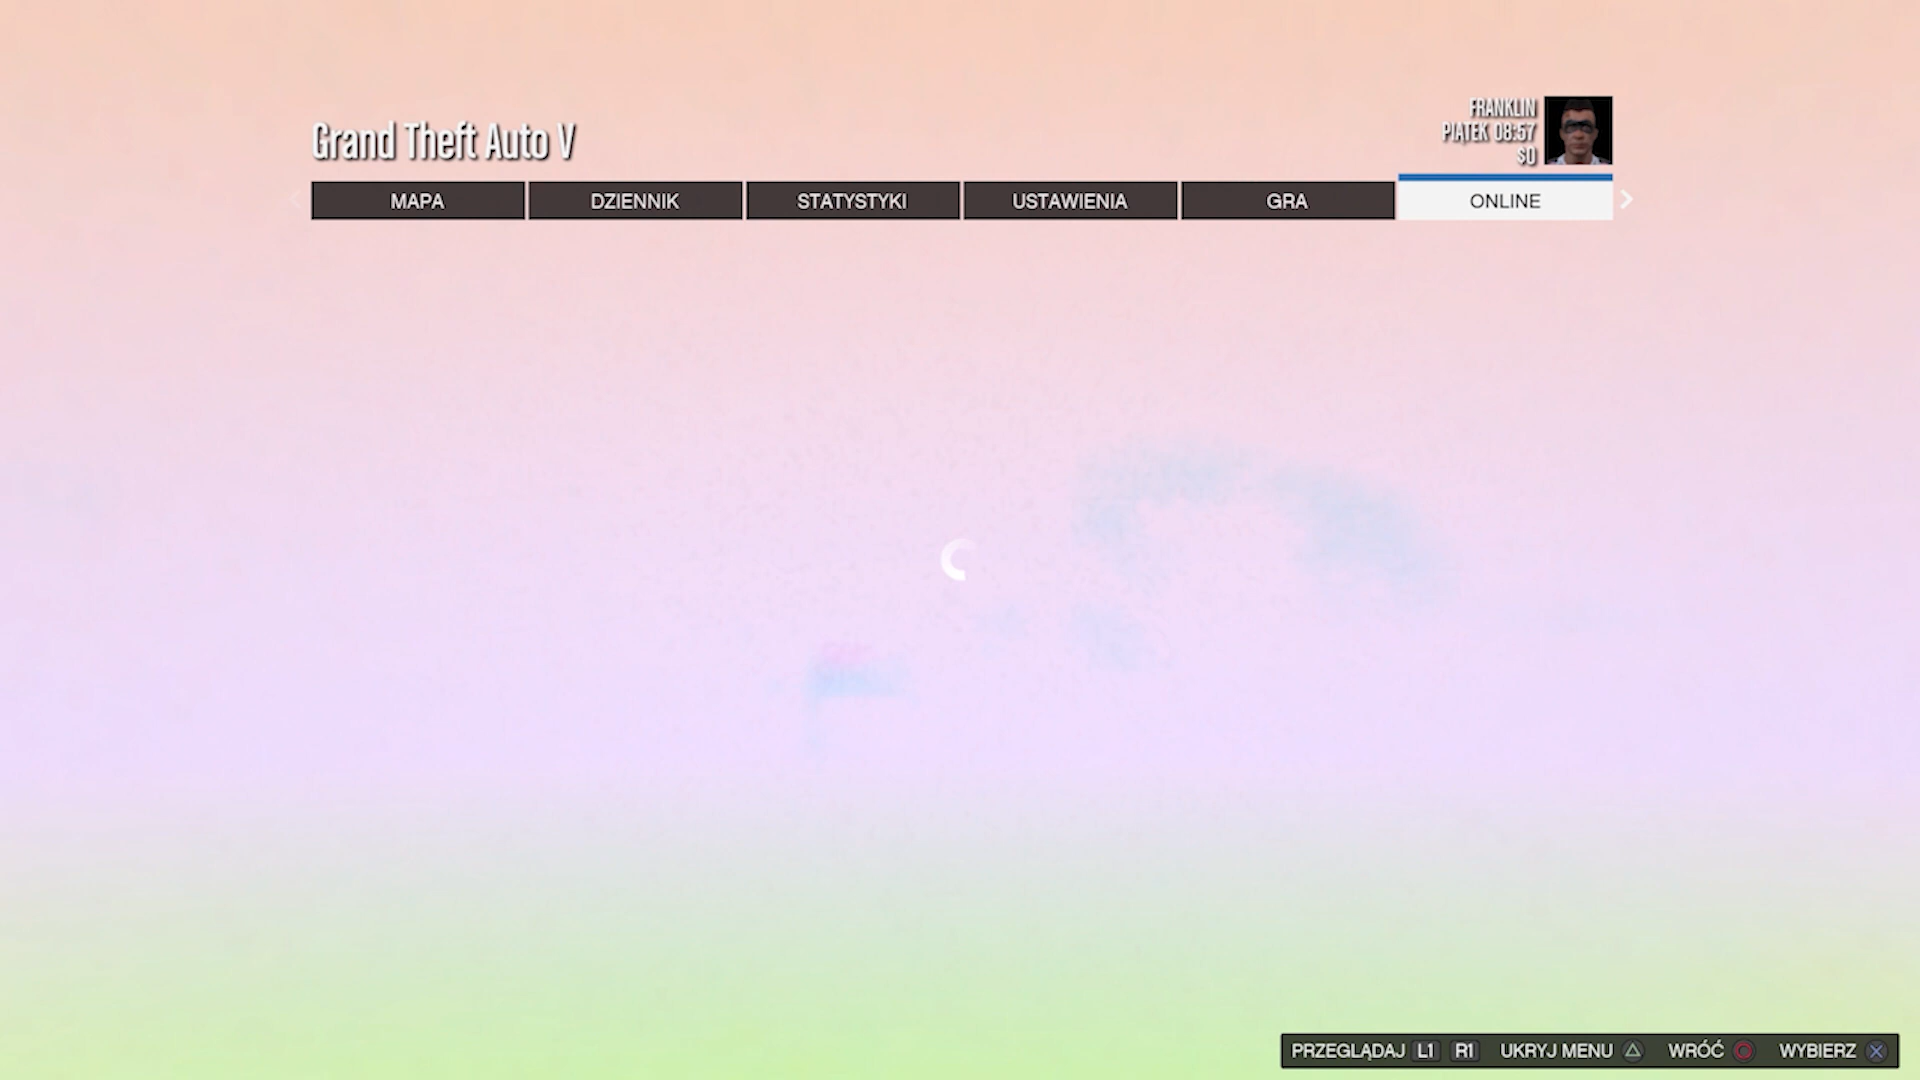 Grand Theft Auto V
FRANKLIN
PIĄTEK 08:57
$0
MAPA
DZIENNIK
STATYSTYKI
USTAWIENIA
GRA
ONLINE
PRZEGLĄDAJ L1 R1 UKRYJ MENU WRÓĆ WYBIERZ